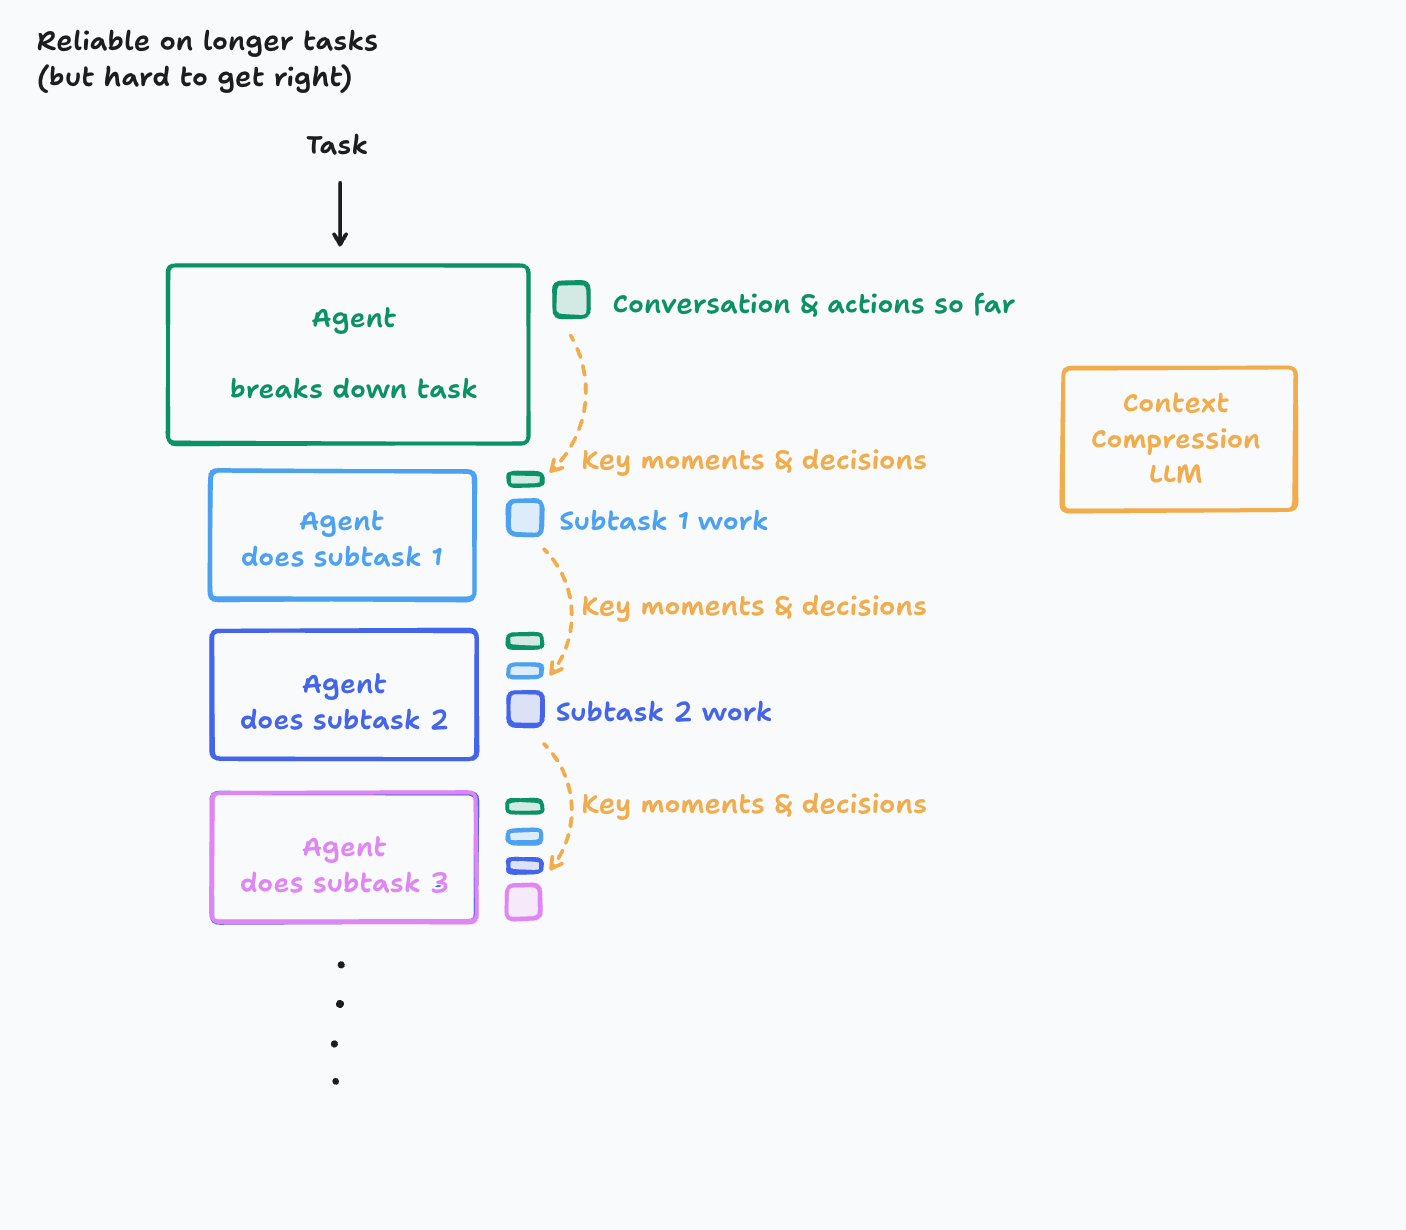 Reliable on longer tasks
(but hard to get right)
Task
Agent
breaks down task
Conversation & actions so far
Context
Compression
LLM
Key moments & decisions
Agent
does subtask 1
Subtask 1 work
Key moments & decisions
Agent
does subtask 2
Subtask 2 work
Key moments & decisions
Agent
does subtask 3